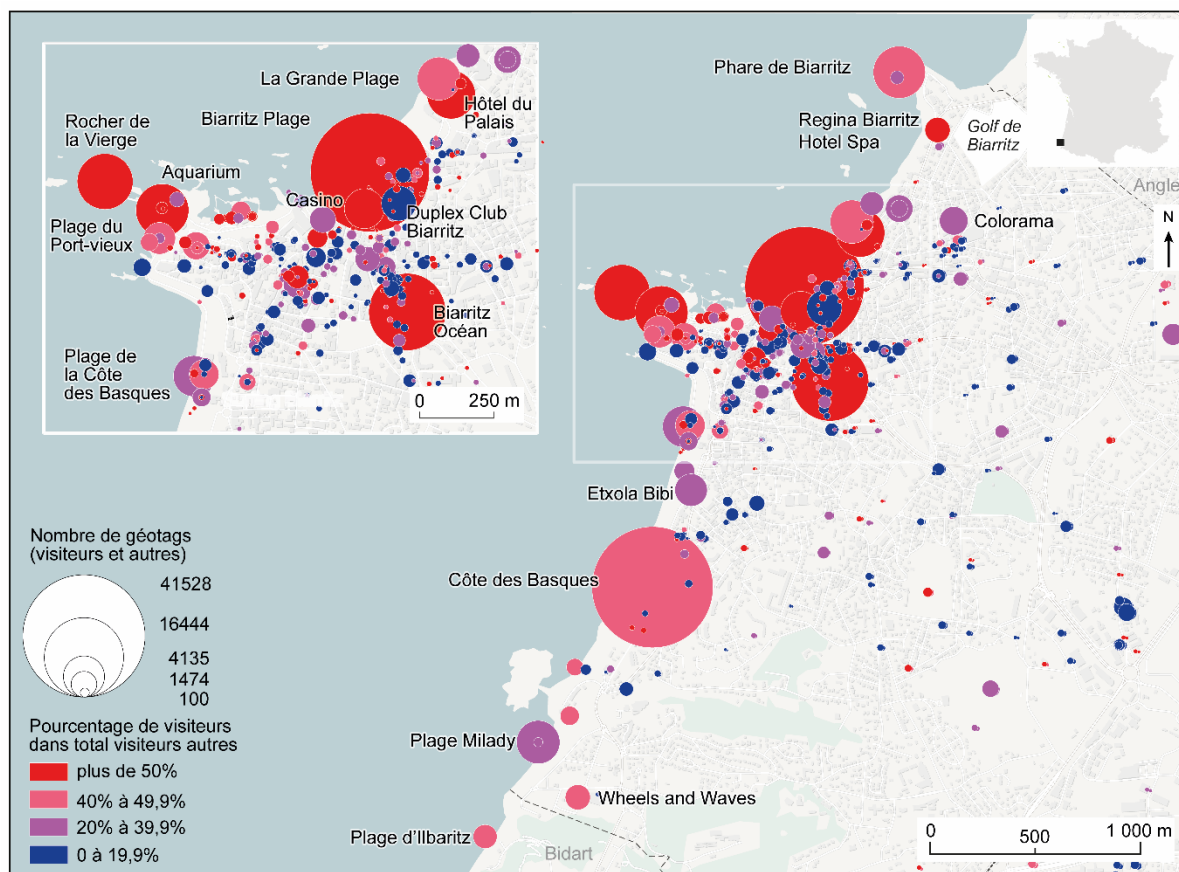 La Grande Plage
Hôtel du
Palais
Biarritz Plage
Rocher de
la Vierge
Aquarium
Casino
Duplex Club
Biarritz
Plage du
Port-vieux
Biarritz
Océan
Plage de
la Côte
des Basques
0 250 m
Phare de Biarritz
Regina Biarritz
Hotel Spa
Golf de
Biarritz
Angle
N
Colorama
Etxola Bibi
Côte des Basques
Plage Milady
Wheels and Waves
Plage d'Ilbaritz
Bidart
Nombre de géotags
(visiteurs et autres)
41528
16444
4135
1474
100
Pourcentage de visiteurs
dans total visiteurs autres
plus de 50%
40% à 49,9%
20% à 39,9%
0 à 19,9%
0 500 1 000 m